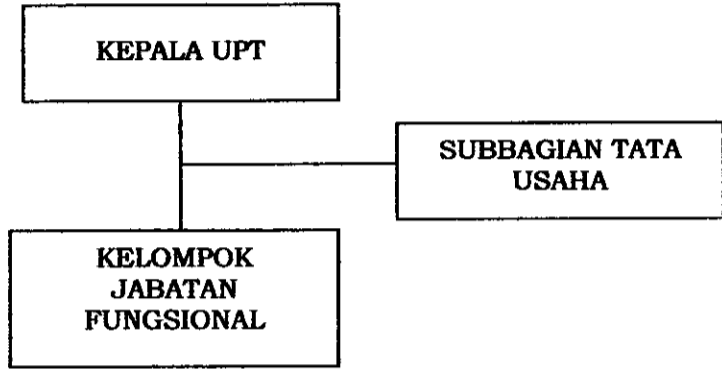 KEPALA UPT
SUBBAGIAN TATA
USAHA
KELOMPOK
JABATAN
FUNGSIONAL